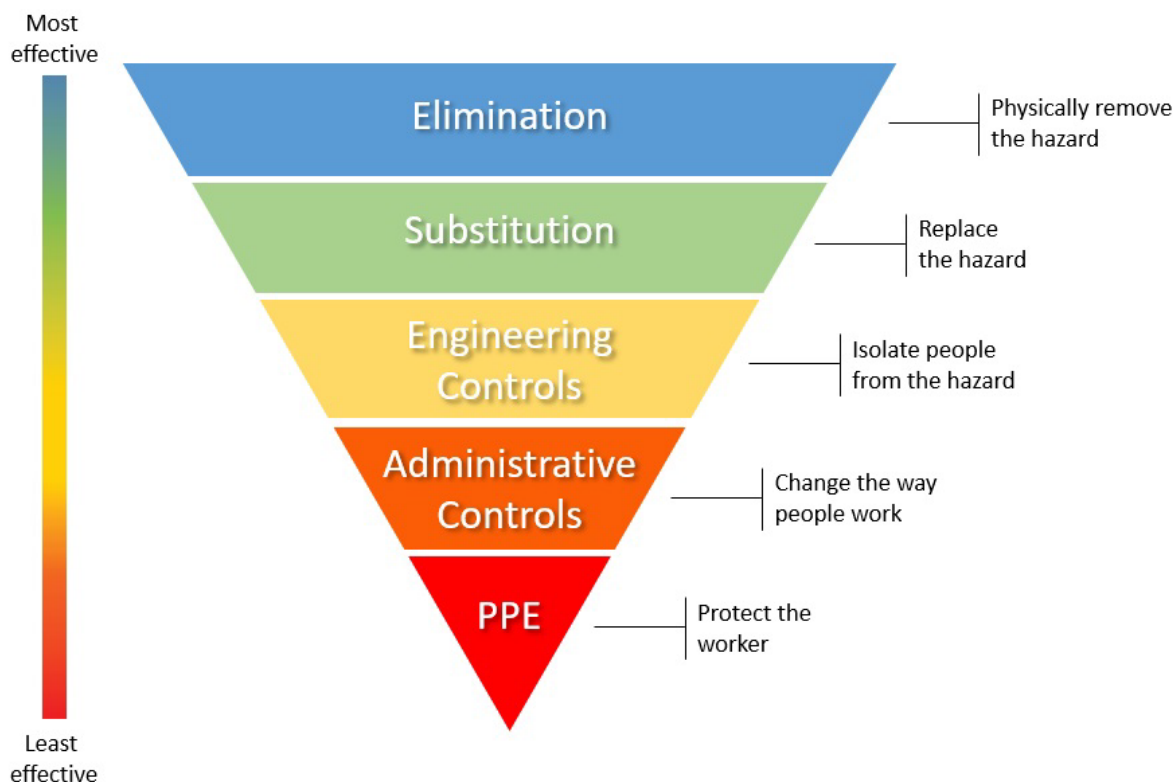 Most
effective
Elimination
Physically remove
the hazard
Substitution
Replace
the hazard
Engineering
Controls
Isolate people
from the hazard
Administrative
Controls
Change the way
people work
PPE
Protect the
worker
Least
effective